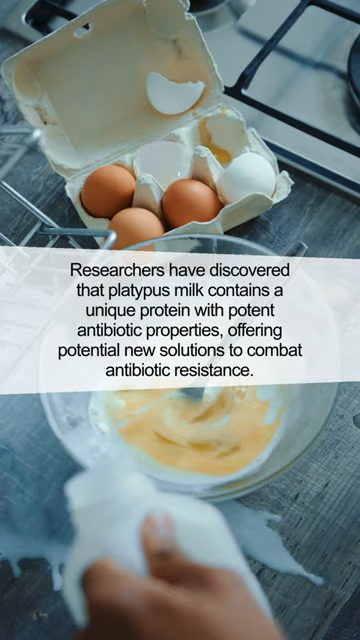 Researchers have discovered
that platypus milk contains a
unique protein with potent
antibiotic properties, offering
potential new solutions to combat
antibiotic resistance.